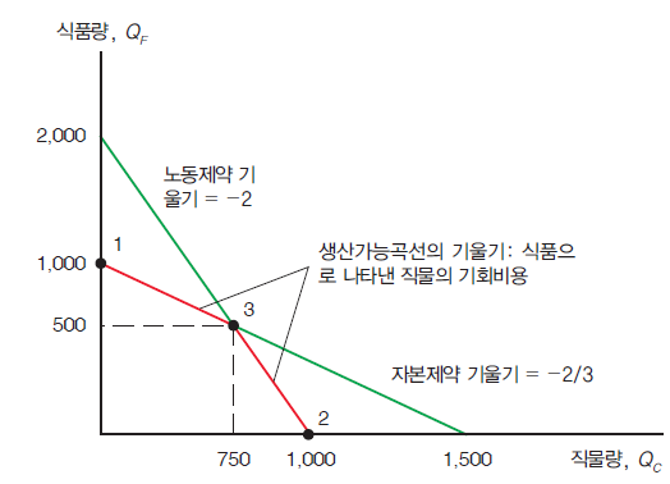 식품량, Q_F
2,000
노동제약 기
울기 = −2
1
1,000
생산가능곡선의 기울기: 식품으
로 나타낸 직물의 기회비용
3
500
자본제약 기울기 = −2/3
2
750
1,000
1,500
직물량, Q_C